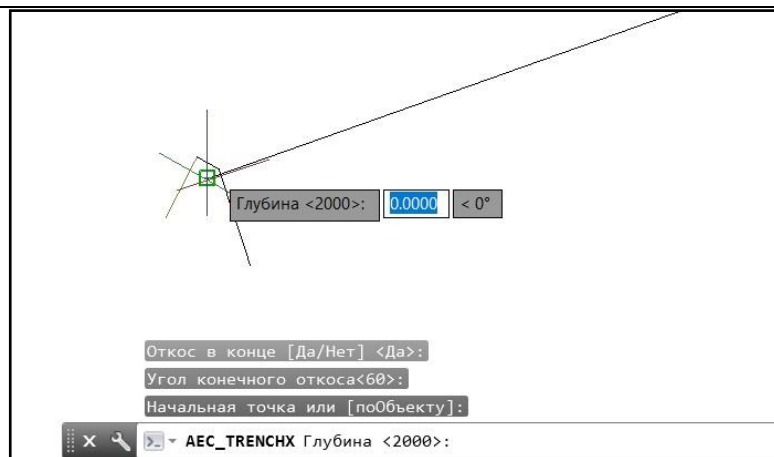 Глубина <2000>: 0.0000 < 0°
Откос в конце [Да/Нет] <Да>:
Угол конечного откоса<60>:
Начальная точка или [поОбъекту]:
AEC_TRENCHX Глубина <2000>: